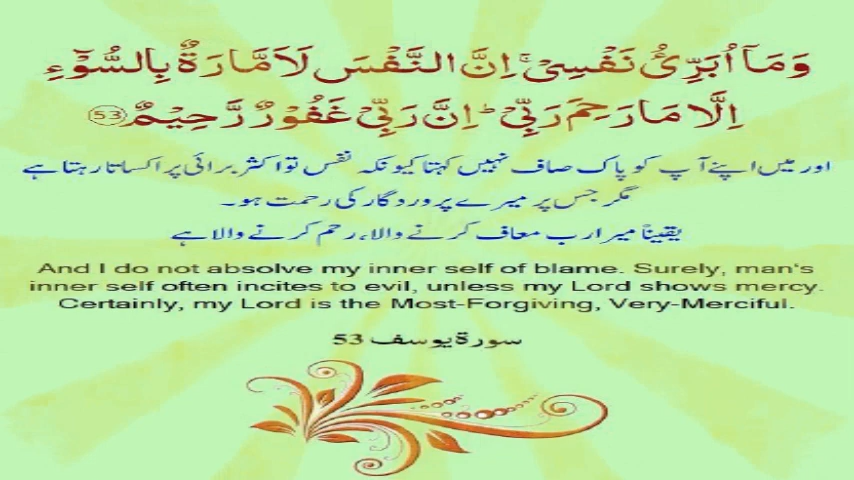 وَمَآ اُبَرِّئُ نَفْسِیْۚ اِنَّ النَّفْسَ لَاَمَّارَةٌۢ بِالسُّوْٓءِ
اِلَّا مَا رَحِمَ رَبِّیْ ؕ اِنَّ رَبِّیْ غَفُوْرٌ رَّحِیْمٌ 53
اور میں اپنے آپ کو پاک صاف نہیں کہتا کیونکہ نفس تو اکثر برائی پر اکساتا رہتا ہے
مگر جس پر میرے پروردگار کی رحمت ہو۔
یقیناً میرا رب معاف کرنے والا، رحم کرنے والا ہے
And I do not absolve my inner self of blame. Surely, man's
inner self often incites to evil, unless my Lord shows mercy.
Certainly, my Lord is the Most-Forgiving, Very-Merciful.
سورة یوسف 53